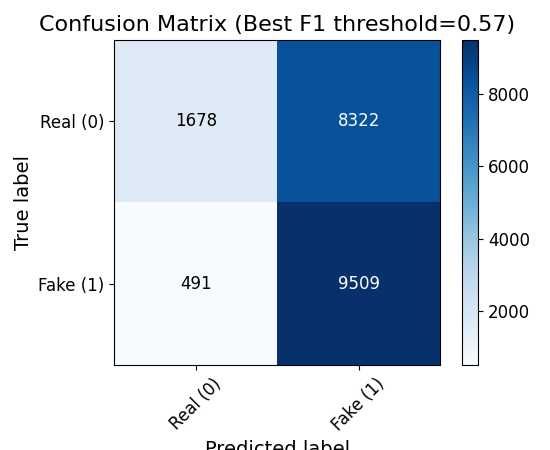 Confusion Matrix (Best F1 threshold=0.57)
True label
Real (0)
1678
8322
Fake (1)
491
9509
Real (0)
Fake (1)
Predicted label
8000
6000
4000
2000